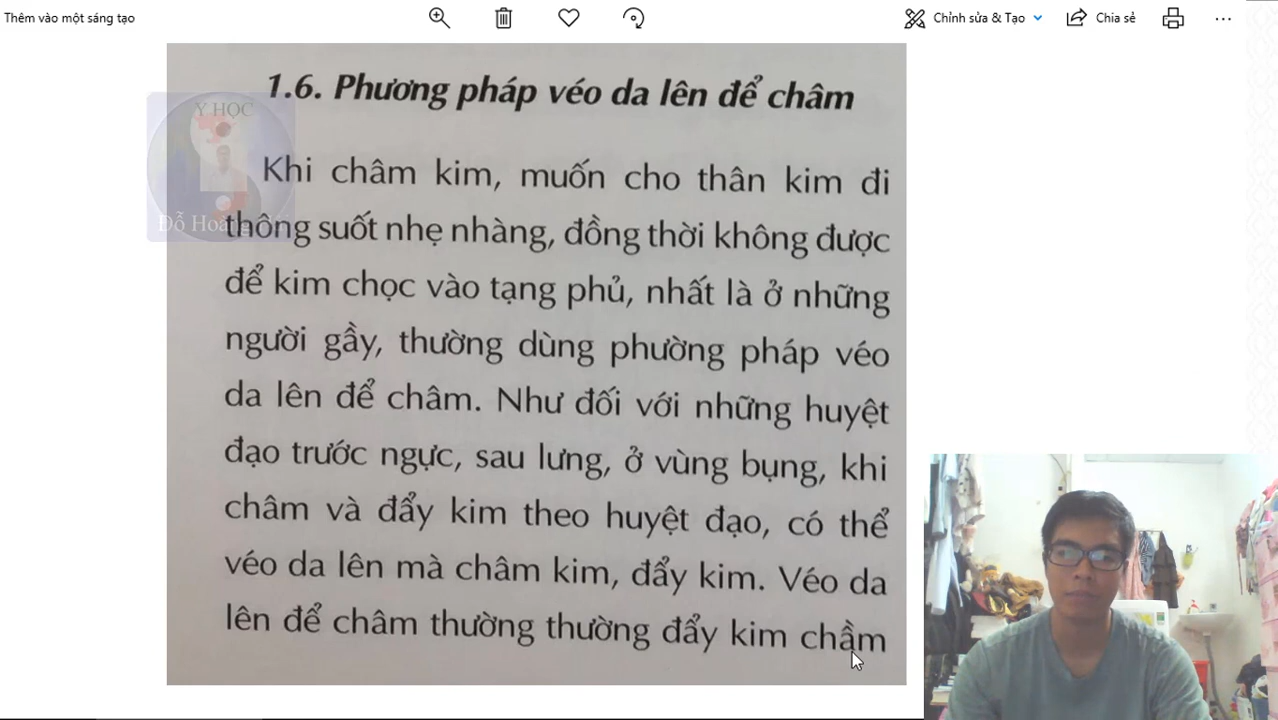 Thêm vào một sáng tạo
Chỉnh sửa & Tạo
Chia sẻ
1.6. Phương pháp véo da lên để châm
Y HỌC
Khi châm kim, muốn cho thân kim đi
Đỗ Hoàng
thông suốt nhẹ nhàng, đồng thời không được
để kim chọc vào tạng phủ, nhất là ở những
người gầy, thường dùng phường pháp véo
da lên để châm. Như đối với những huyệt
đạo trước ngực, sau lưng, ở vùng bụng, khi
châm và đẩy kim theo huyệt đạo, có thể
véo da lên mà châm kim, đẩy kim. Véo da
lên để châm thường thường đẩy kim chầm